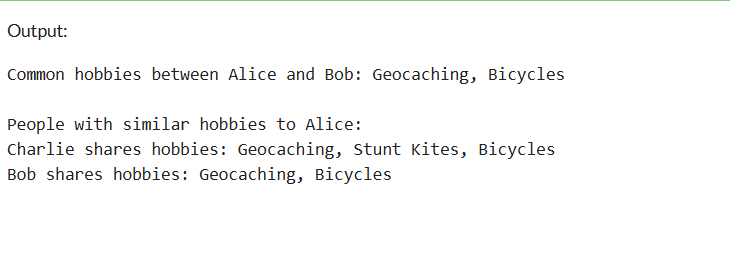 Output:
Common hobbies between Alice and Bob: Geocaching, Bicycles
People with similar hobbies to Alice:
Charlie shares hobbies: Geocaching, Stunt Kites, Bicycles
Bob shares hobbies: Geocaching, Bicycles